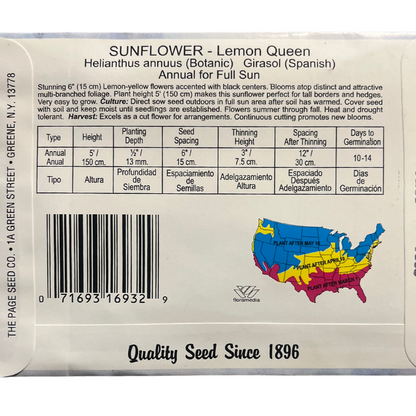 SUNFLOWER - Lemon Queen
Helianthus annuus (Botanic) Girasol (Spanish)
Annual for Full Sun
Stunning 6" (15 cm) Lemon-yellow flowers accented with black centers. Blooms atop distinct and attractive
multi-branched foliage. Plant height 5' (150 cm) makes this sunflower perfect for tall borders and hedges.
Very easy to grow. Culture: Direct sow seed outdoors in full sun area after soil has warmed. Cover seed
with soil and keep moist until seedlings are established. Flowers summer through fall. Heat and drought
tolerant. Harvest: Excels as a cut flower for arrangements. Continuous cutting promotes new blooms.
Type Height Planting Depth Seed Spacing Thinning Height Spacing After Thinning Days to Germination
Annual Anual 5'/ 150 cm. ½"/ 13 mm. 6"/ 15 cm. 3"/ 7.5 cm. 12"/ 30 cm. 10-14
Tipo Altura Profundidad de Siembra Espaciamiento de Semillas Adelgazamiento Altura Espaciado Después Adelgazamiento Días de Germinación
PLANT AFTER MAY 15
PLANT AFTER APRIL 15
PLANT AFTER MARCH 1
floramedia
0 71693 16932 9
Quality Seed Since 1896
THE PAGE SEED CO. • 1A GREEN STREET • GREENE, N.Y. 13778